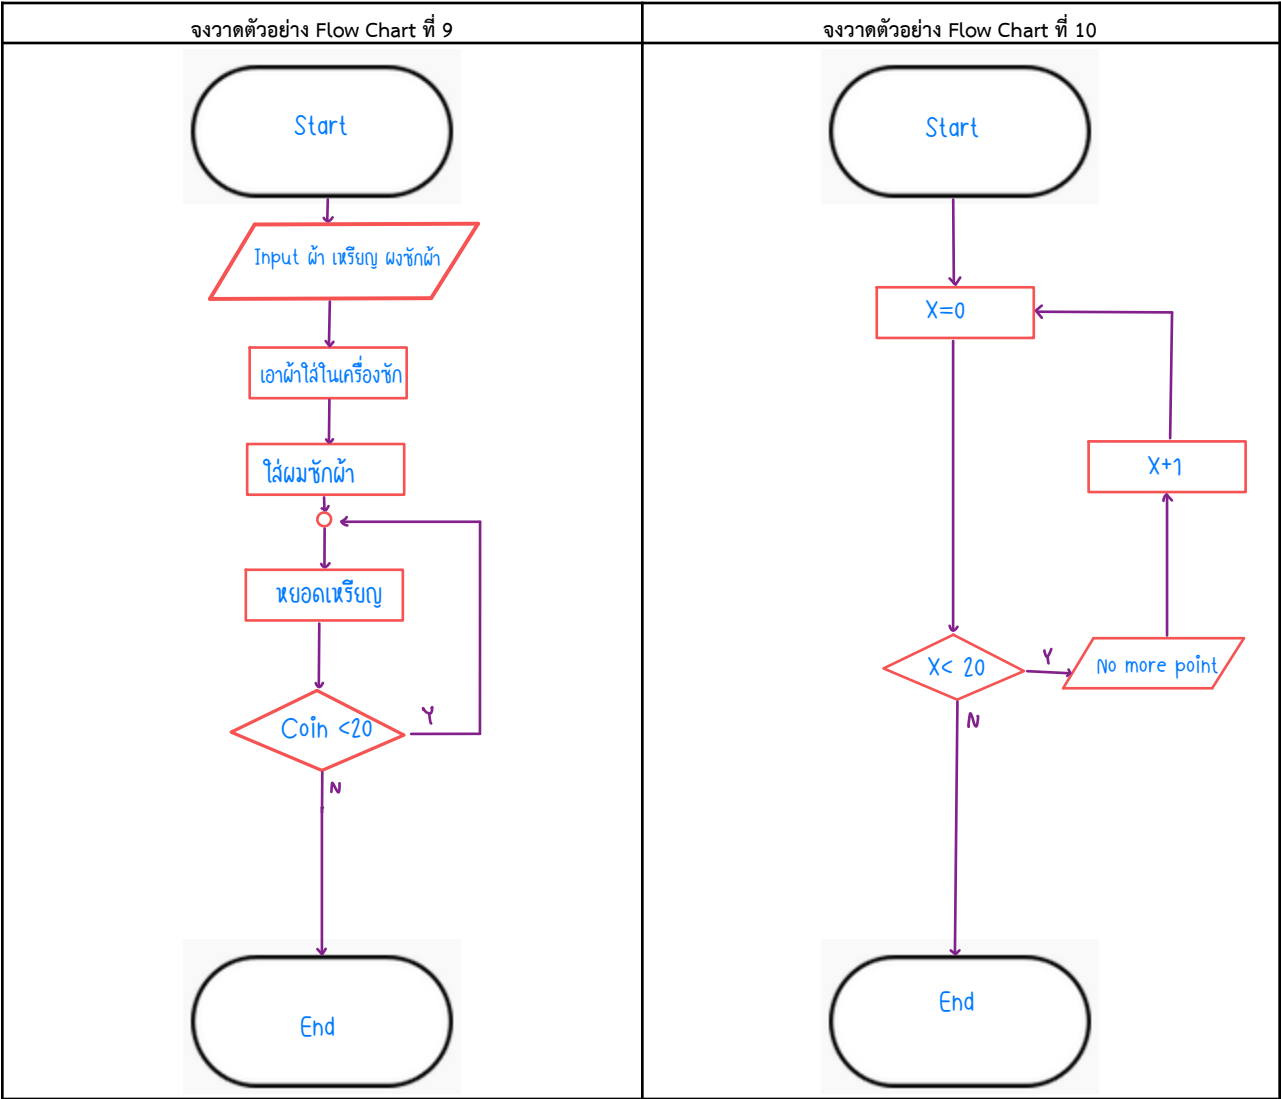 จงวาดตัวอย่าง Flow Chart ที่ 9
Start
Input ผ้า เหรียญ ผงซักผ้า
เอาผ้าใส่ในเครื่องซัก
ใส่ผมซักผ้า
หยอดเหรียญ
Coin <20
Y
N
End
จงวาดตัวอย่าง Flow Chart ที่ 10
Start
X=0
X+1
X< 20
Y
No more point
N
End